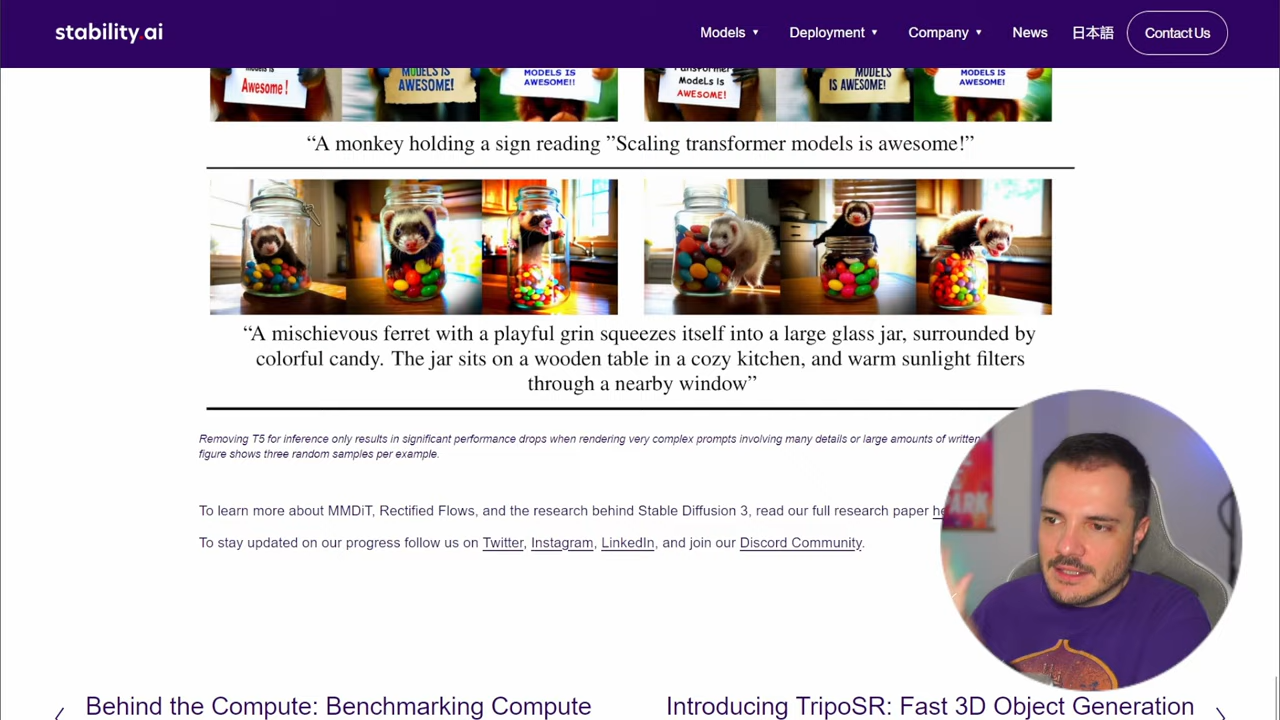 stability.ai
Models ▼ Deployment ▼ Company ▼ News 日本語 Contact Us
Awesome !
MODELS
AWESOME!
MODELS IS
AWESOME!!
Transformer
ModeLs is
AWESOME!
MODELS
IS AWESOME!
MODELS IS
AWESOME!
“A monkey holding a sign reading ”Scaling transformer models is awesome!”
“A mischievous ferret with a playful grin squeezes itself into a large glass jar, surrounded by
colorful candy. The jar sits on a wooden table in a cozy kitchen, and warm sunlight filters
through a nearby window”
Removing T5 for inference only results in significant performance drops when rendering very complex prompts involving many details or large amounts of written
figure shows three random samples per example.
To learn more about MMDiT, Rectified Flows, and the research behind Stable Diffusion 3, read our full research paper he
To stay updated on our progress follow us on Twitter, Instagram, LinkedIn, and join our Discord Community.
Behind the Compute: Benchmarking Compute
Introducing TripoSR: Fast 3D Object Generation